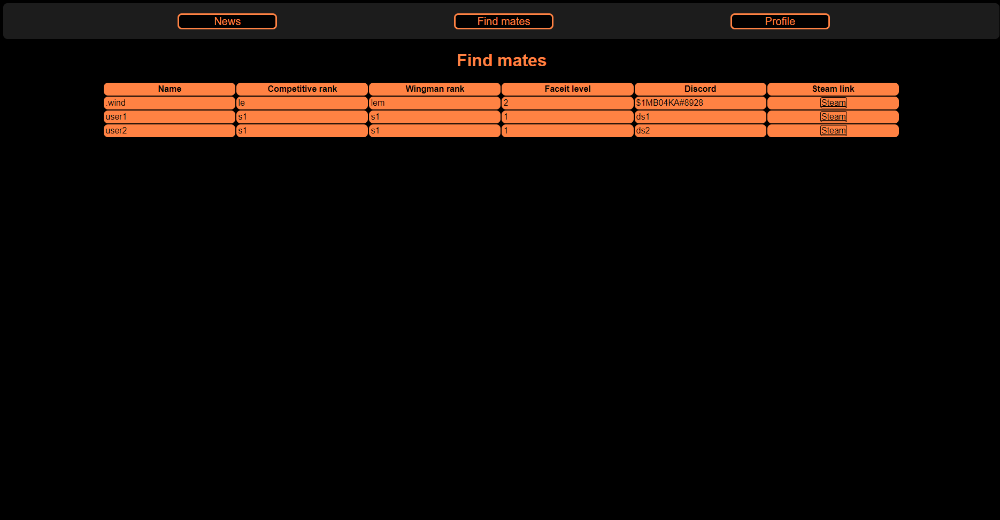 News Find mates Profile
Find mates
Name Competitive rank Wingman rank Faceit level Discord Steam link
.wind le lem 2 $1MB04KA#8928 Steam
user1 s1 s1 1 ds1 Steam
user2 s1 s1 1 ds2 Steam